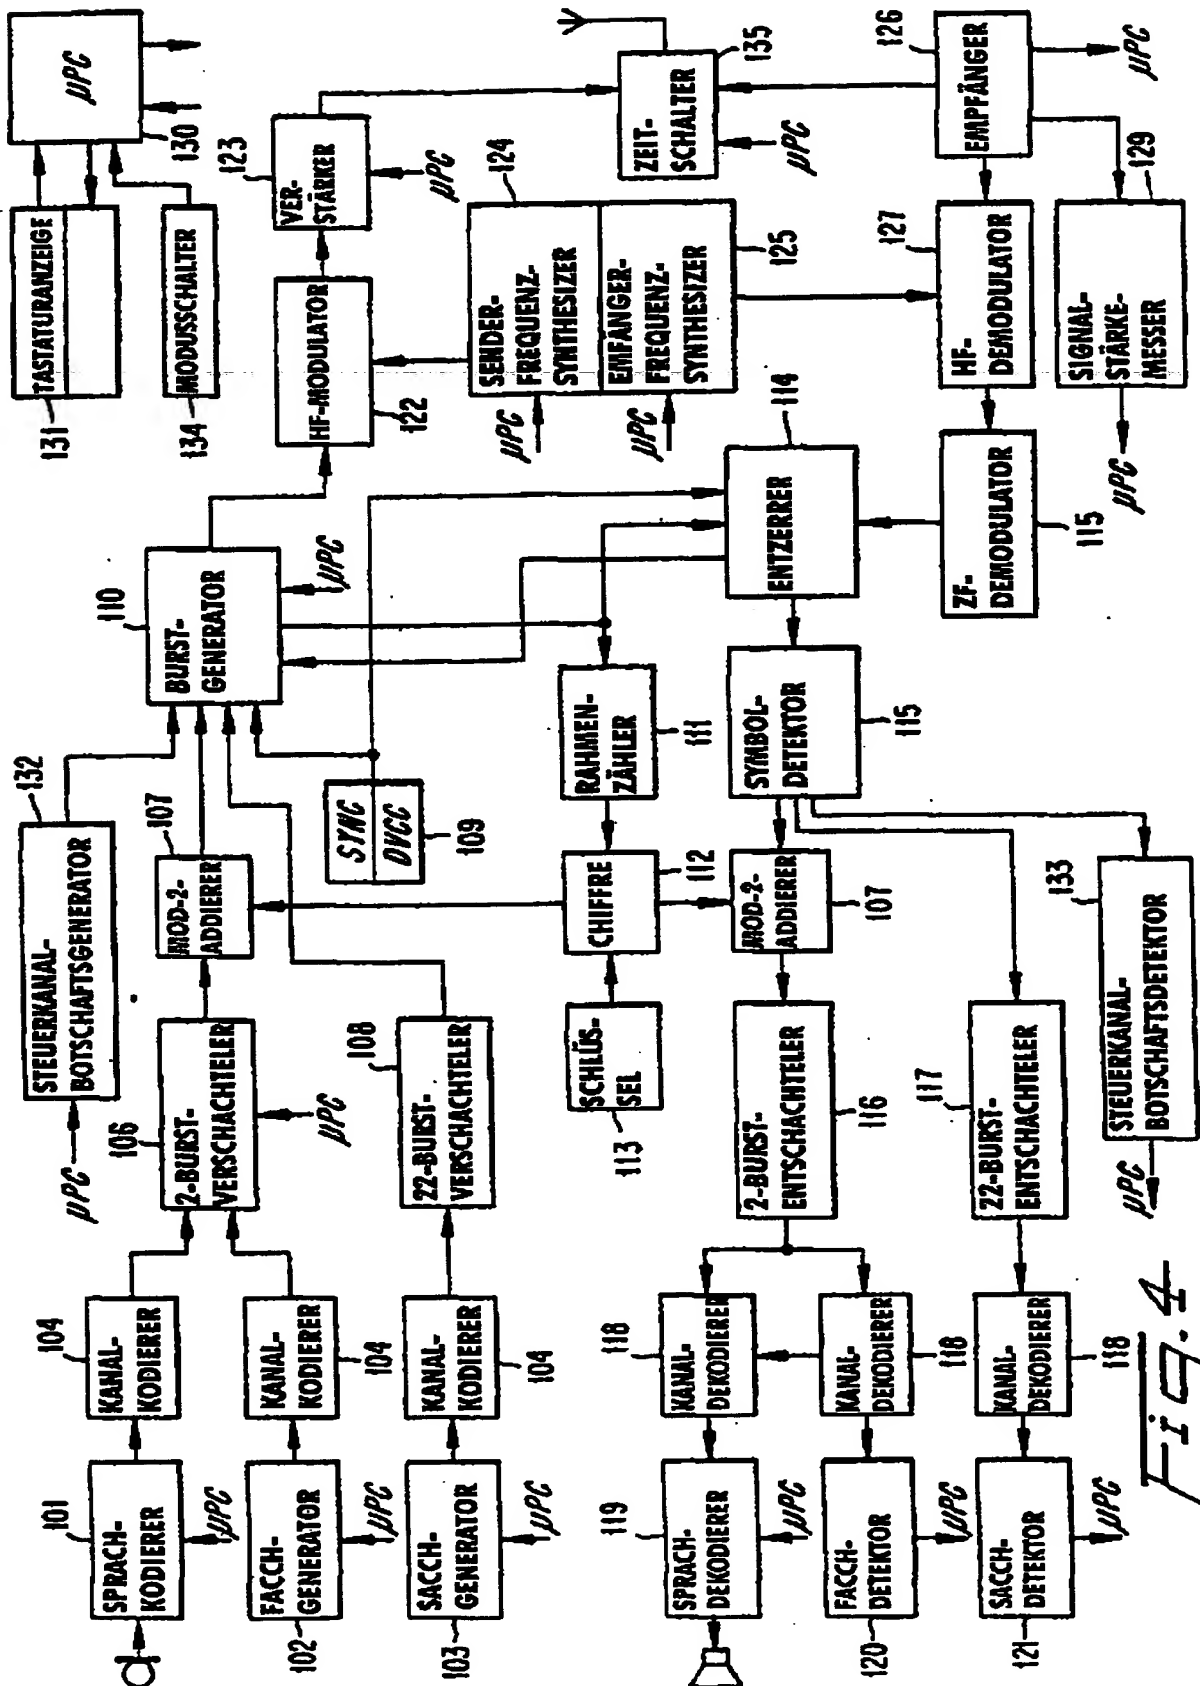 101
SPRACH-
KODIERER
µPC
104
KANAL-
KODIERER
102
FACCH-
GENERATOR
µPC
KANAL-
KODIERER
104
103
SACCH-
GENERATOR
µPC
KANAL-
KODIERER
104
µPC
STEUERKANAL-
BOTSCHAFTSGENERATOR
132
106
2-BURST-
VERSCHACHTELER
µPC
107
MOD-2-
ADDIERER
108
22-BURST-
VERSCHACHTELER
SYNC
DVCC
109
110
BURST-
GENERATOR
µPC
HF-MODULATOR
122
123
VER-
STÄRKER
µPC
131
TASTATURANZEIGE
134
MODUSSCHALTER
µPC
130
124
SENDER-
FREQUENZ-
SYNTHESIZER
EMFANGER-
FREQUENZ-
SYNTHESIZER
125
µPC
µPC
ZEIT-
SCHALTER
135
µPC
SCHLÜS-
SEL
113
CHIFFRE
112
RAHMEN-
ZÄHLER
111
ENTZERRER
114
119
SPRACH-
DEKODIERER
µPC
118
KANAL-
DEKODIERER
FACCH-
DETEKTOR
120
µPC
KANAL-
DEKODIERER
118
SACCH-
DETEKTOR
121
µPC
KANAL-
DEKODIERER
118
2-BURST-
ENTSCHACHTELER
116
117
22-BURST-
ENTSCHACHTELER
MOD-2-
ADDIERER
107
SYMBOL-
DETEKTOR
115
µPC
STEUERKANAL-
BOTSCHAFTSDETEKTOR
133
ZF-
DEMODULATOR
115
HF-
DEMODULATOR
127
126
EMPFÄNGER
µPC
SIGNAL-
STÄRKE-
MESSER
129
µPC
Fig. 4